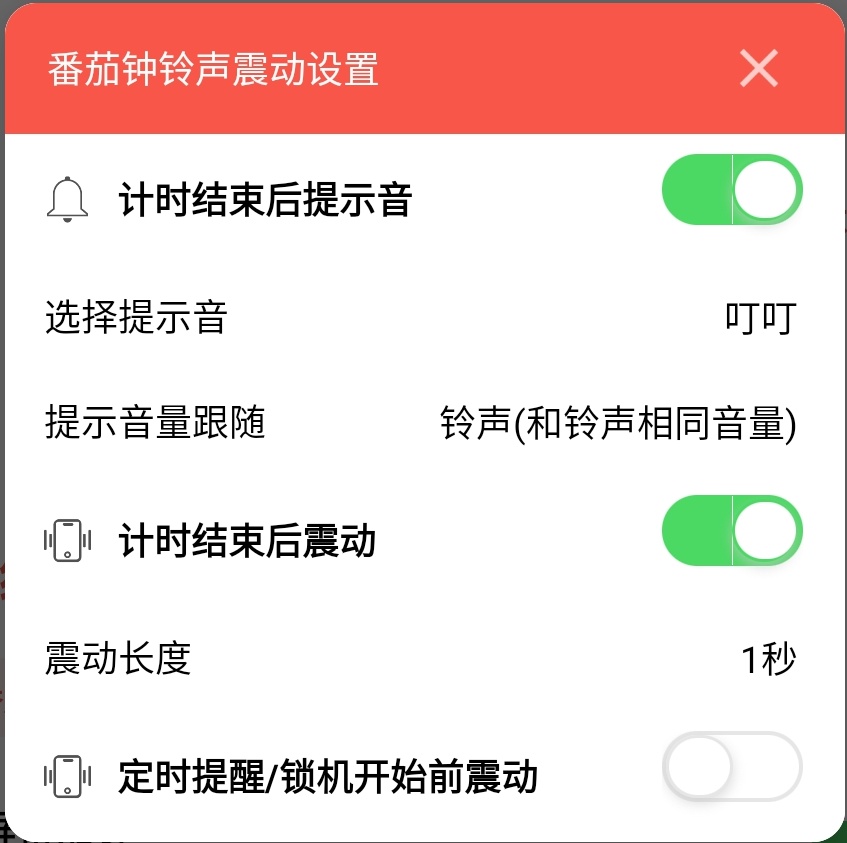 番茄钟铃声震动设置
计时结束后提示音
选择提示音 叮叮
提示音量跟随 铃声(和铃声相同音量)
计时结束后震动
震动长度 1秒
定时提醒/锁机开始前震动